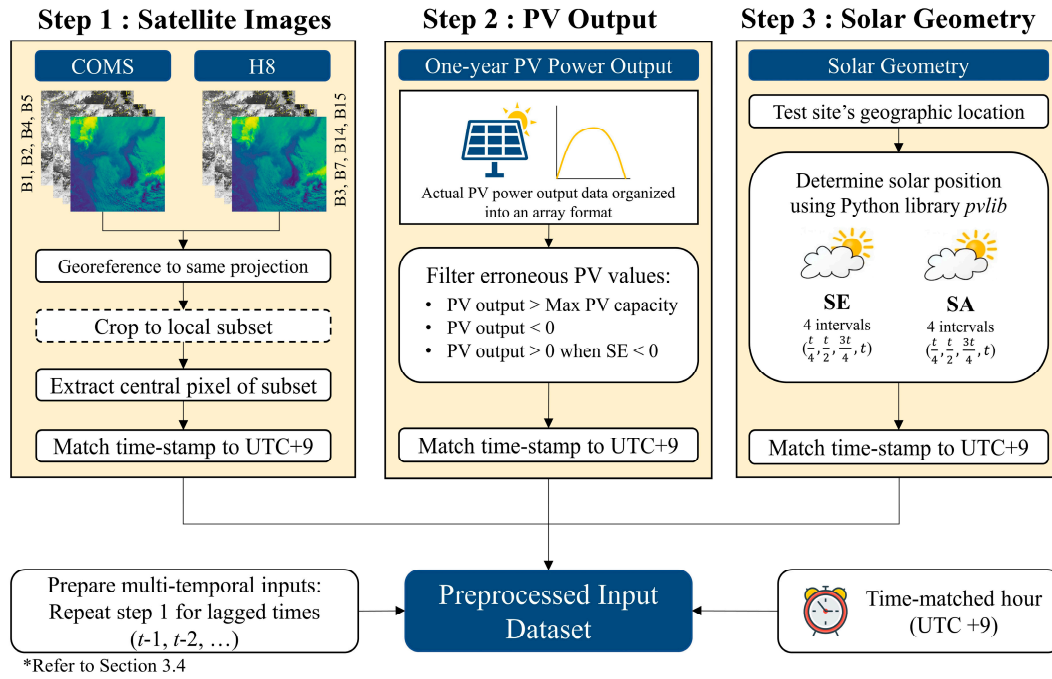 Step 1 : Satellite Images
COMS
H8
B1, B2, B4, B5
B3, B7, B14, B15
Georeference to same projection
Crop to local subset
Extract central pixel of subset
Match time-stamp to UTC+9
Step 2 : PV Output
One-year PV Power Output
Actual PV power output data organized
into an array format
Filter erroneous PV values:
• PV output > Max PV capacity
• PV output < 0
• PV output > 0 when SE < 0
Match time-stamp to UTC+9
Step 3 : Solar Geometry
Solar Geometry
Test site's geographic location
Determine solar position
using Python library pvlib
SE
4 intervals
(t/4, t/2, 3t/4, t)
SA
4 intervals
(t/4, t/2, 3t/4, t)
Match time-stamp to UTC+9
Prepare multi-temporal inputs:
Repeat step 1 for lagged times
(t-1, t-2, …)
*Refer to Section 3.4
Preprocessed Input
Dataset
Time-matched hour
(UTC +9)